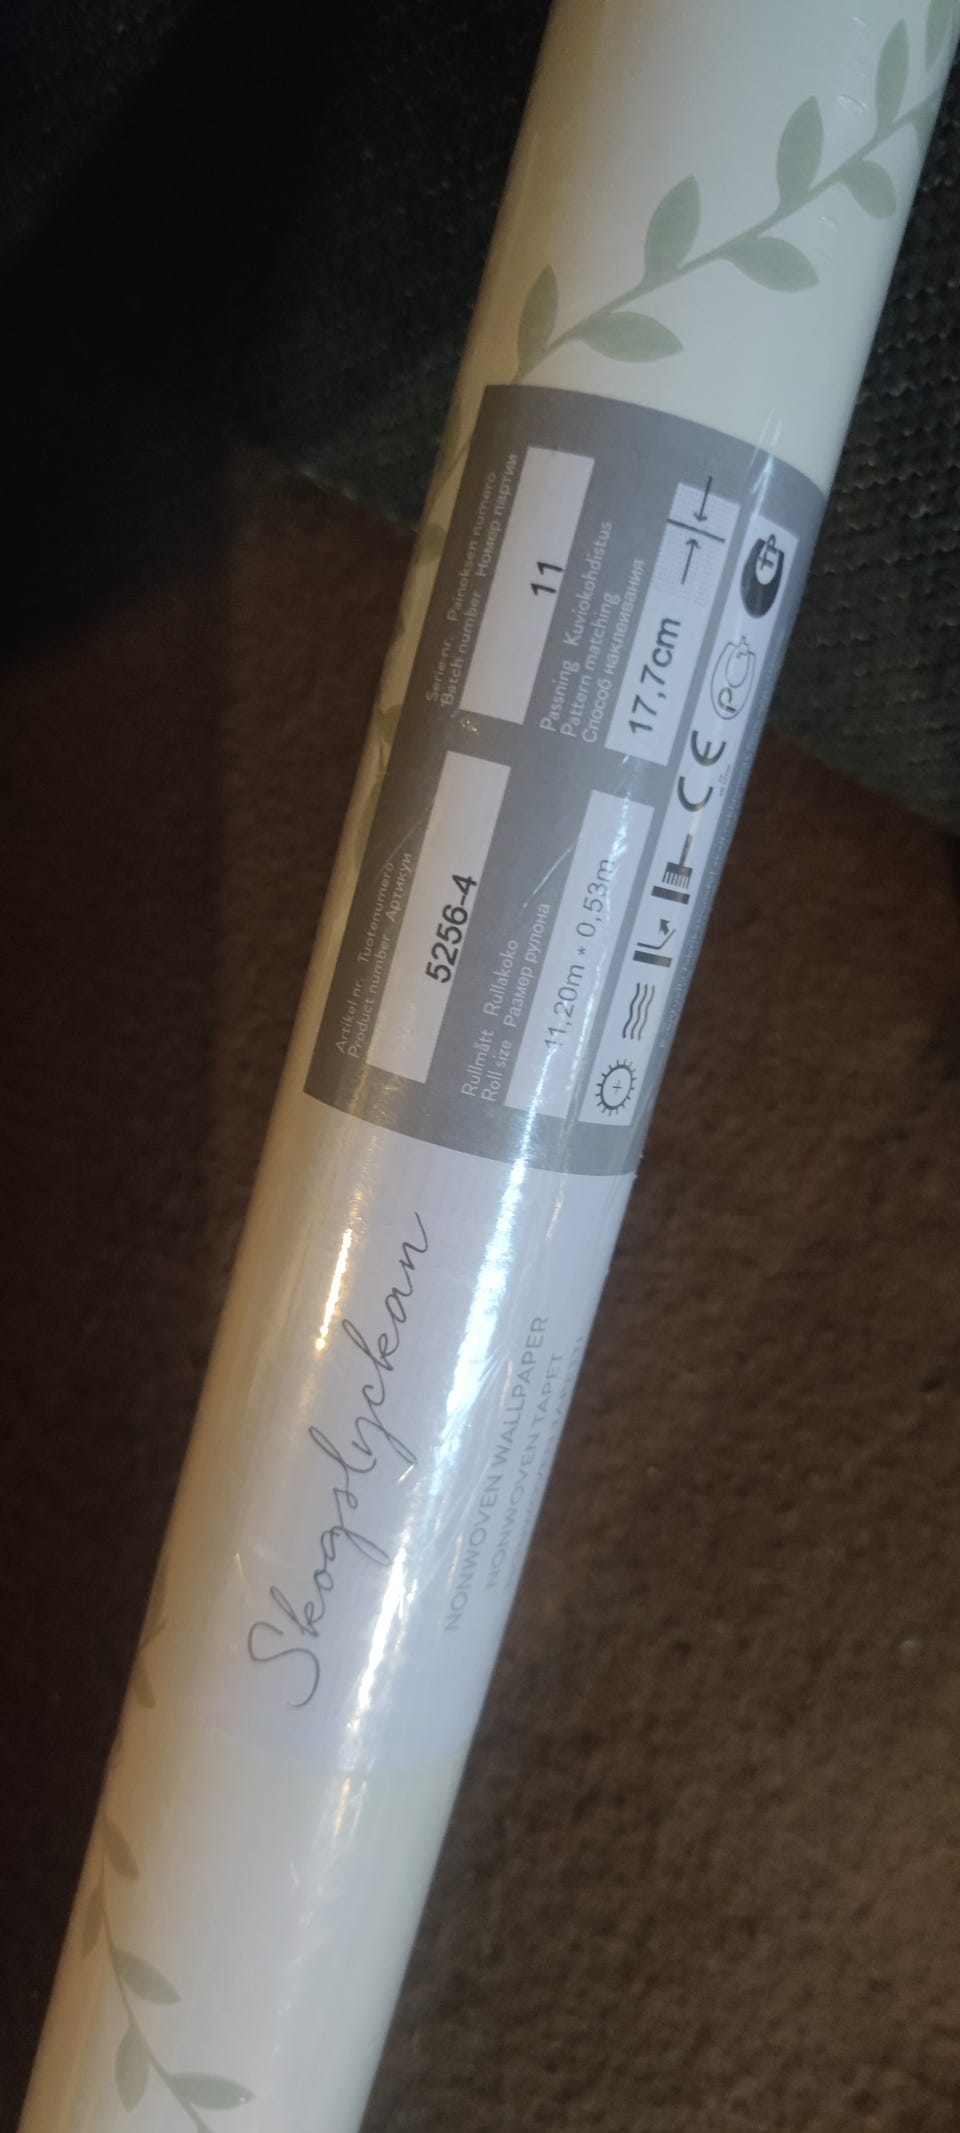 Skogslyckan
NONWOVEN WALLPAPER
NONWOVEN TAPET
Artikel nr. Tuotenumero
Product number Артикул
5256-4
Serie nr. Painoksen numero
Batch number Номер партии
11
Rullmått Rullakoko
Roll size Размер рулона
11,20m * 0,53m
Passning Kuviokohdistus
Pattern matching
Способ наклеивания
17,7cm
CE